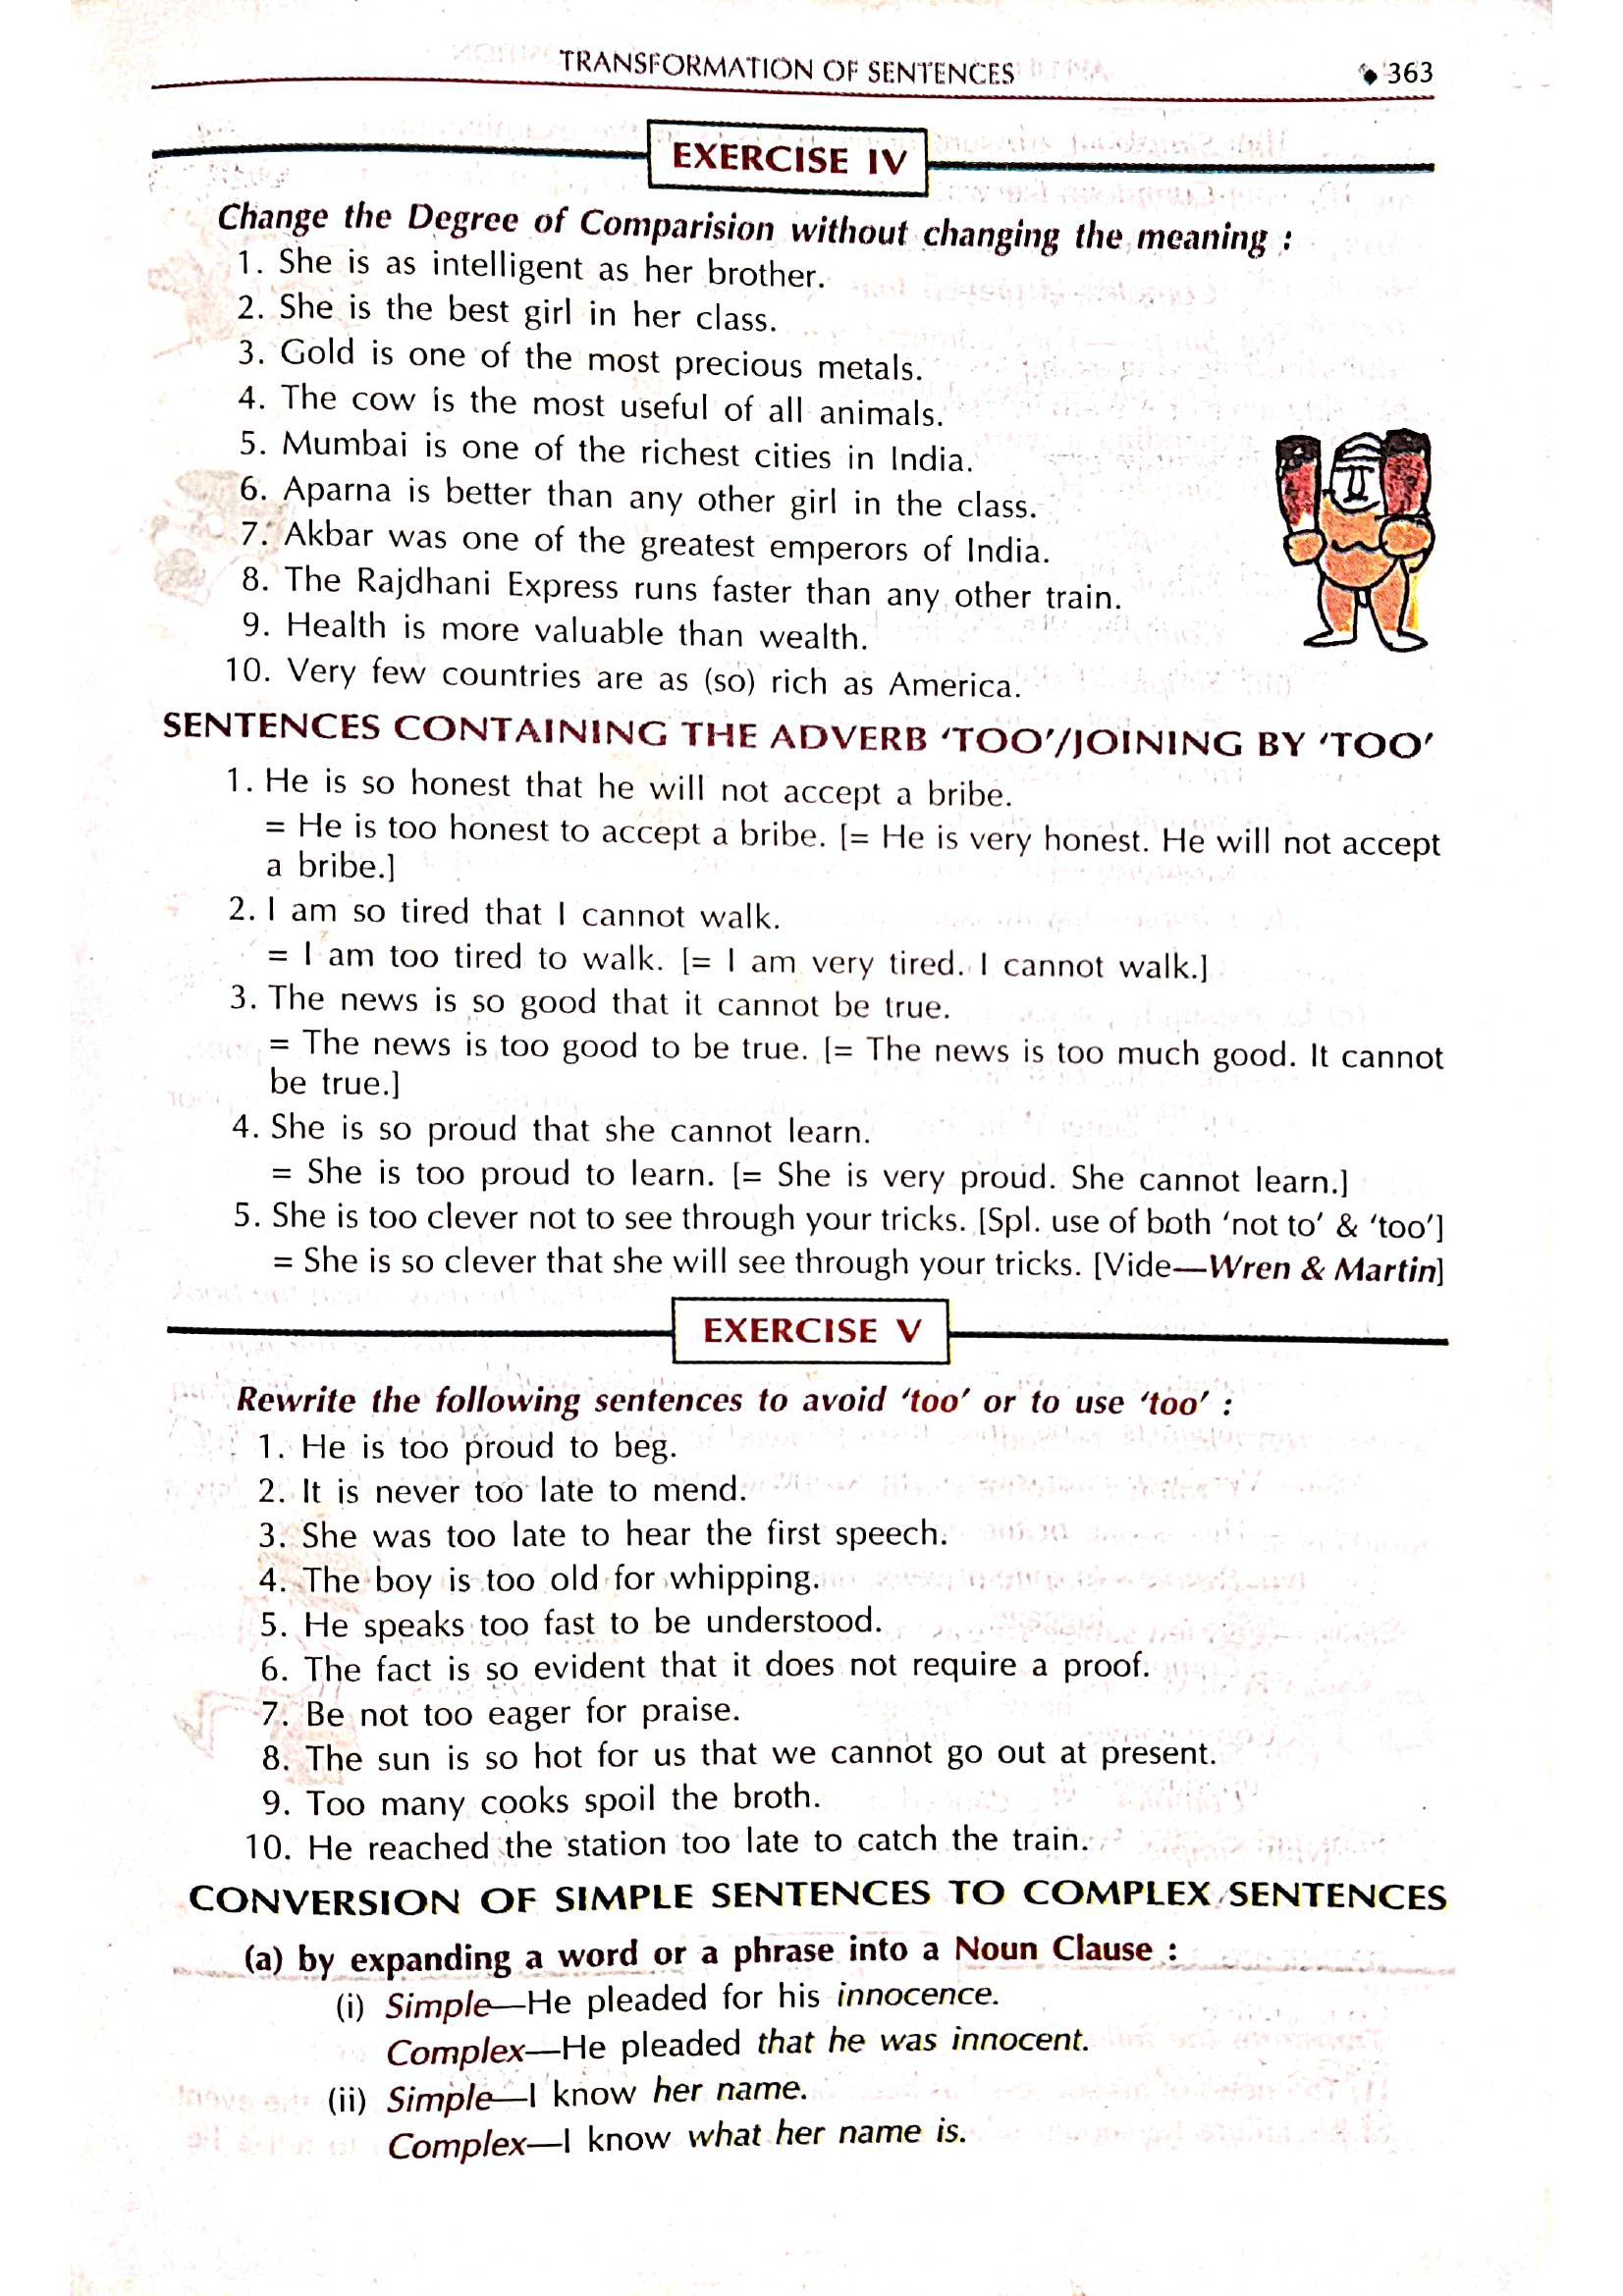 TRANSFORMATION OF SENTENCES ◆ 363
EXERCISE IV
Change the Degree of Comparision without changing the meaning :
1. She is as intelligent as her brother.
2. She is the best girl in her class.
3. Gold is one of the most precious metals.
4. The cow is the most useful of all animals.
5. Mumbai is one of the richest cities in India.
6. Aparna is better than any other girl in the class.
7. Akbar was one of the greatest emperors of India.
8. The Rajdhani Express runs faster than any other train.
9. Health is more valuable than wealth.
10. Very few countries are as (so) rich as America.
SENTENCES CONTAINING THE ADVERB ‘TOO’/JOINING BY ‘TOO’
1. He is so honest that he will not accept a bribe.
= He is too honest to accept a bribe. [= He is very honest. He will not accept
a bribe.]
2. I am so tired that I cannot walk.
= I am too tired to walk. [= I am very tired. I cannot walk.]
3. The news is so good that it cannot be true.
= The news is too good to be true. [= The news is too much good. It cannot
be true.]
4. She is so proud that she cannot learn.
= She is too proud to learn. [= She is very proud. She cannot learn.]
5. She is too clever not to see through your tricks. [Spl. use of both ‘not to’ & ‘too’]
= She is so clever that she will see through your tricks. [Vide—Wren & Martin]
EXERCISE V
Rewrite the following sentences to avoid ‘too’ or to use ‘too’ :
1. He is too proud to beg.
2. It is never too late to mend.
3. She was too late to hear the first speech.
4. The boy is too old for whipping.
5. He speaks too fast to be understood.
6. The fact is so evident that it does not require a proof.
7. Be not too eager for praise.
8. The sun is so hot for us that we cannot go out at present.
9. Too many cooks spoil the broth.
10. He reached the station too late to catch the train.
CONVERSION OF SIMPLE SENTENCES TO COMPLEX SENTENCES
(a) by expanding a word or a phrase into a Noun Clause :
(i) Simple—He pleaded for his innocence.
Complex—He pleaded that he was innocent.
(ii) Simple—I know her name.
Complex—I know what her name is.